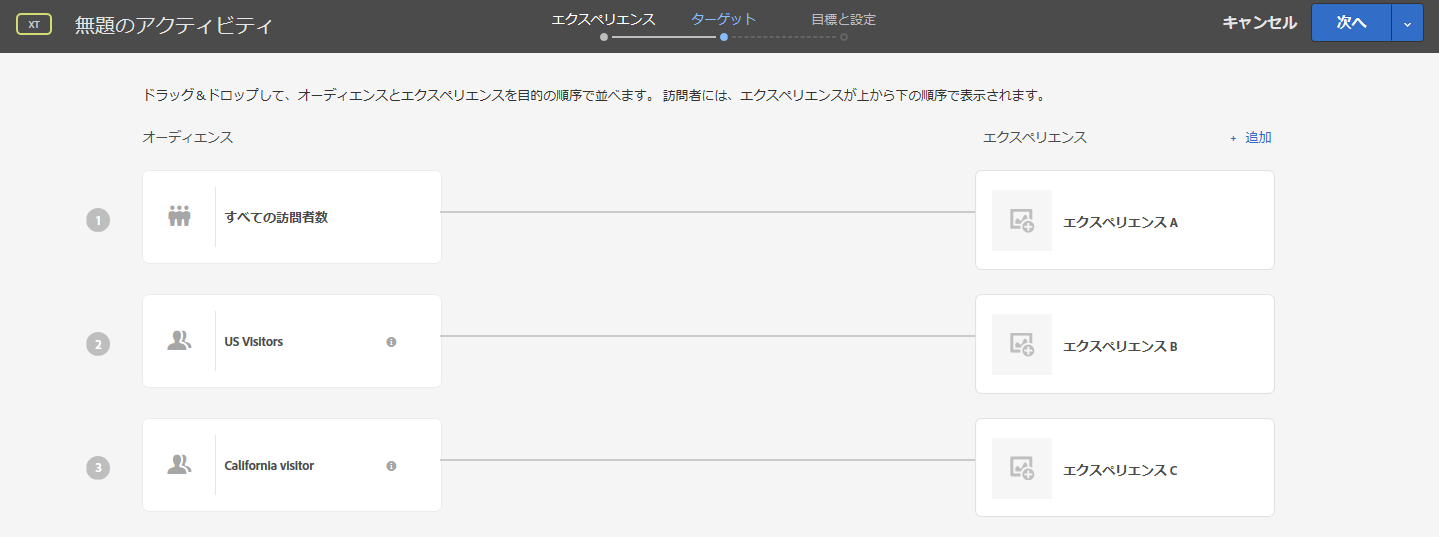 XT
無題のアクティビティ
エクスペリエンス
ターゲット
目標と設定
キャンセル
次へ
ドラッグ＆ドロップして、オーディエンスとエクスペリエンスを目的の順序で並べます。 訪問者には、エクスペリエンスが上から下の順序で表示されます。
オーディエンス
エクスペリエンス
+ 追加
1
すべての訪問者数
エクスペリエンス A
2
US Visitors
エクスペリエンス B
3
California visitor
エクスペリエンス C